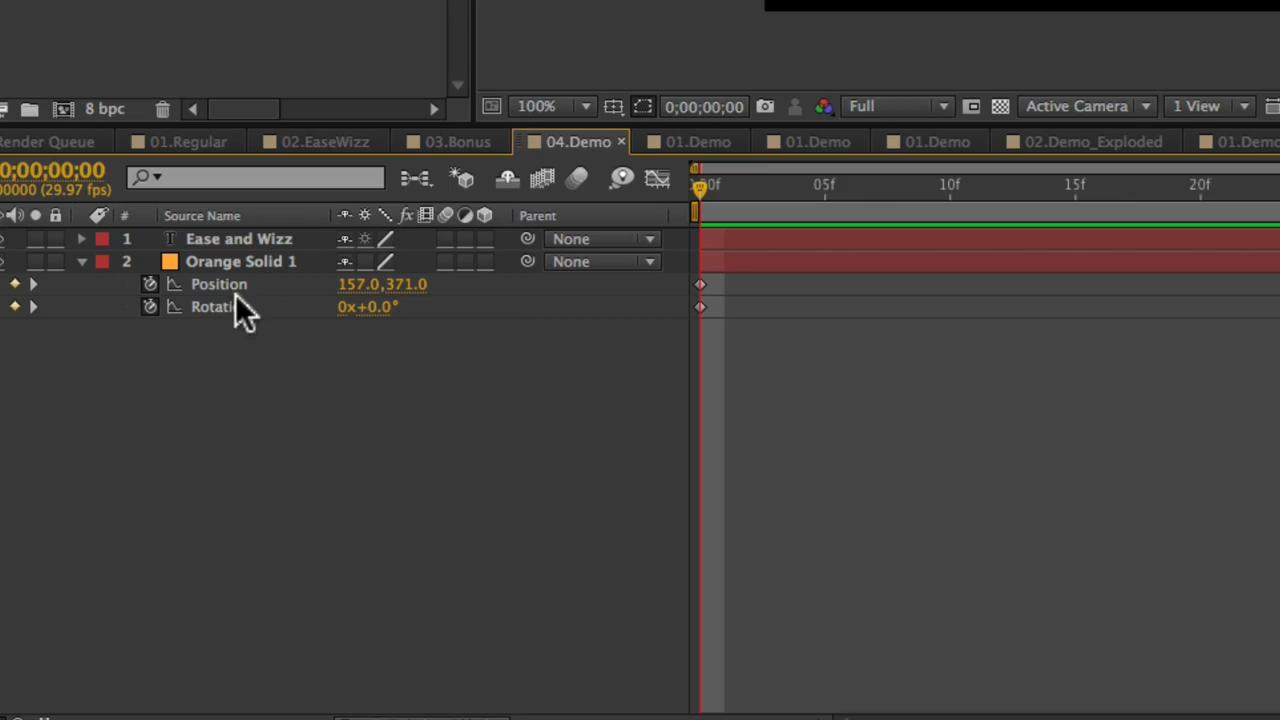 8 bpc
100% 0;00;00;00 Full Active Camera 1 View
Render Queue 01.Regular 02.EaseWizz 03.Bonus 04.Demo × 01.Demo 01.Demo 01.Demo 02.Demo_Exploded 01.Demo
0;00;00;00
00000 (29.97 fps)
:00f 05f 10f 15f 20f
# Source Name fx Parent
1 T Ease and Wizz None
2 Orange Solid 1 None
Position 157.0,371.0
Rotati 0x+0.0°